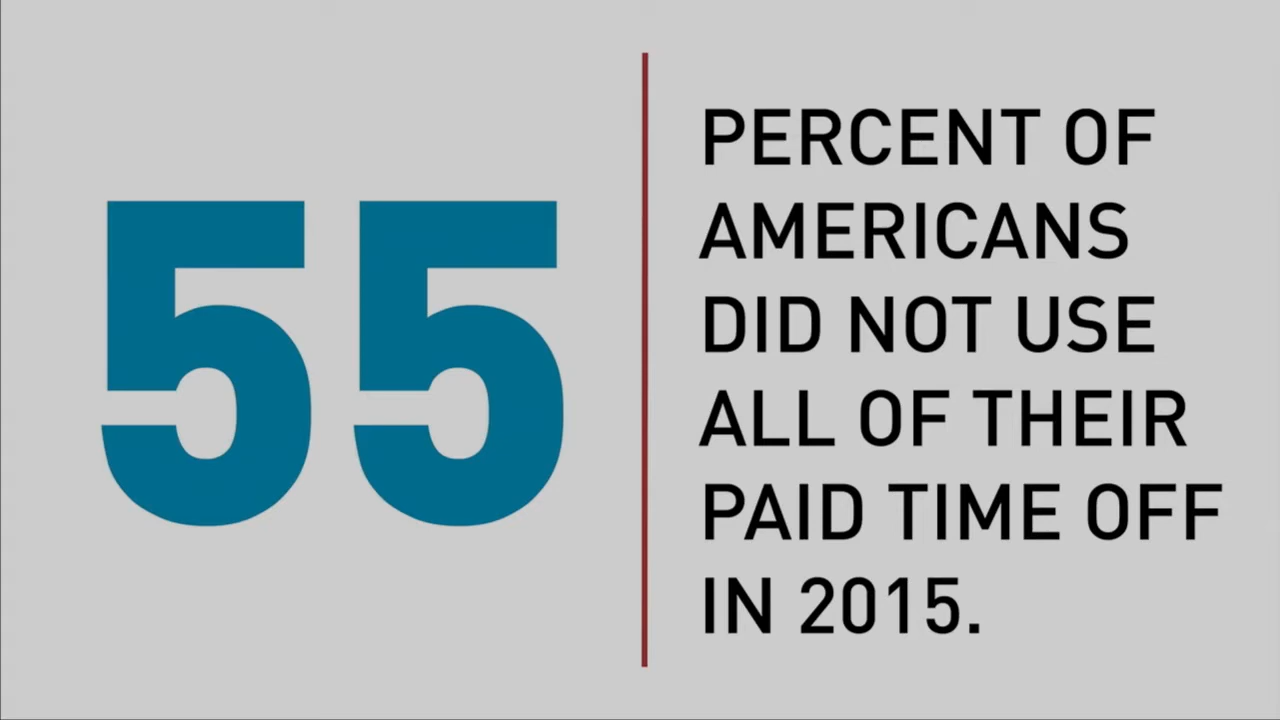 55
PERCENT OF
AMERICANS
DID NOT USE
ALL OF THEIR
PAID TIME OFF
IN 2015.